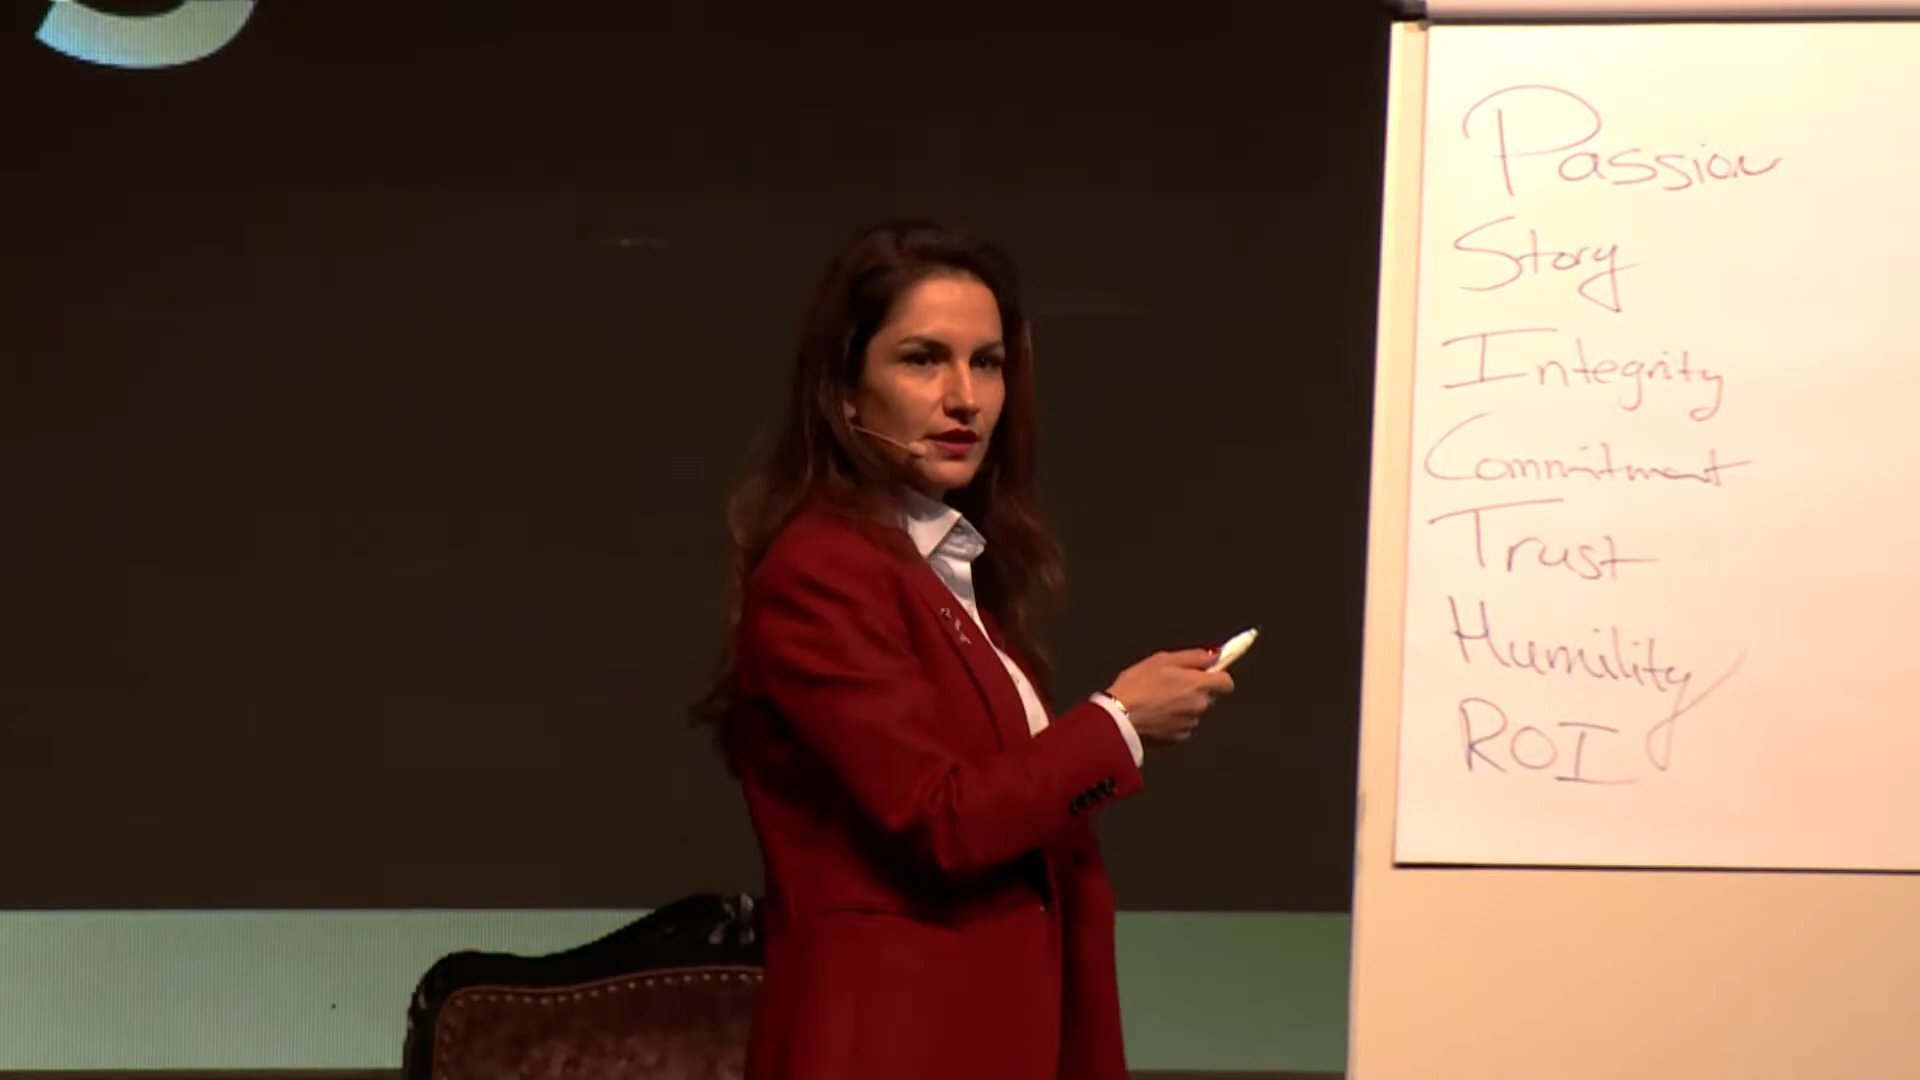 Passion
Story
Integrity
Commitment
Trust
Humility
ROI